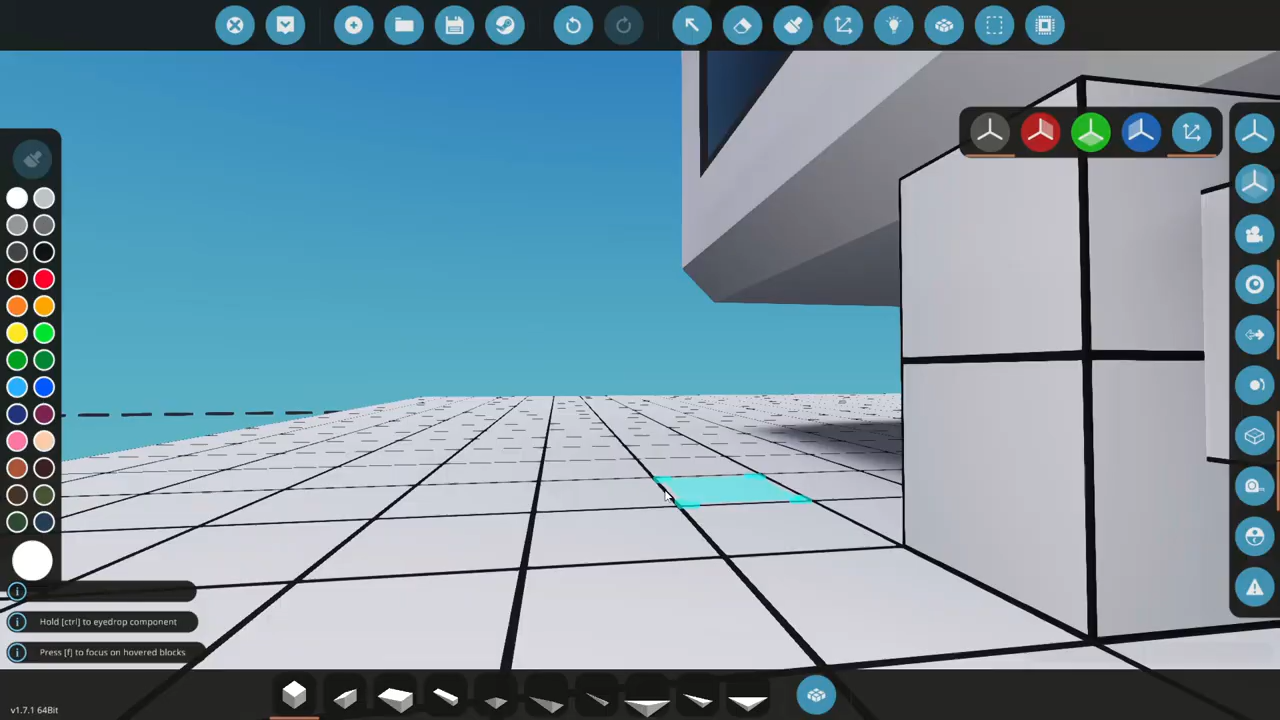 Hold [ctrl] to eyedrop component
Press [f] to focus on hovered blocks
v1.7.1 64Bit